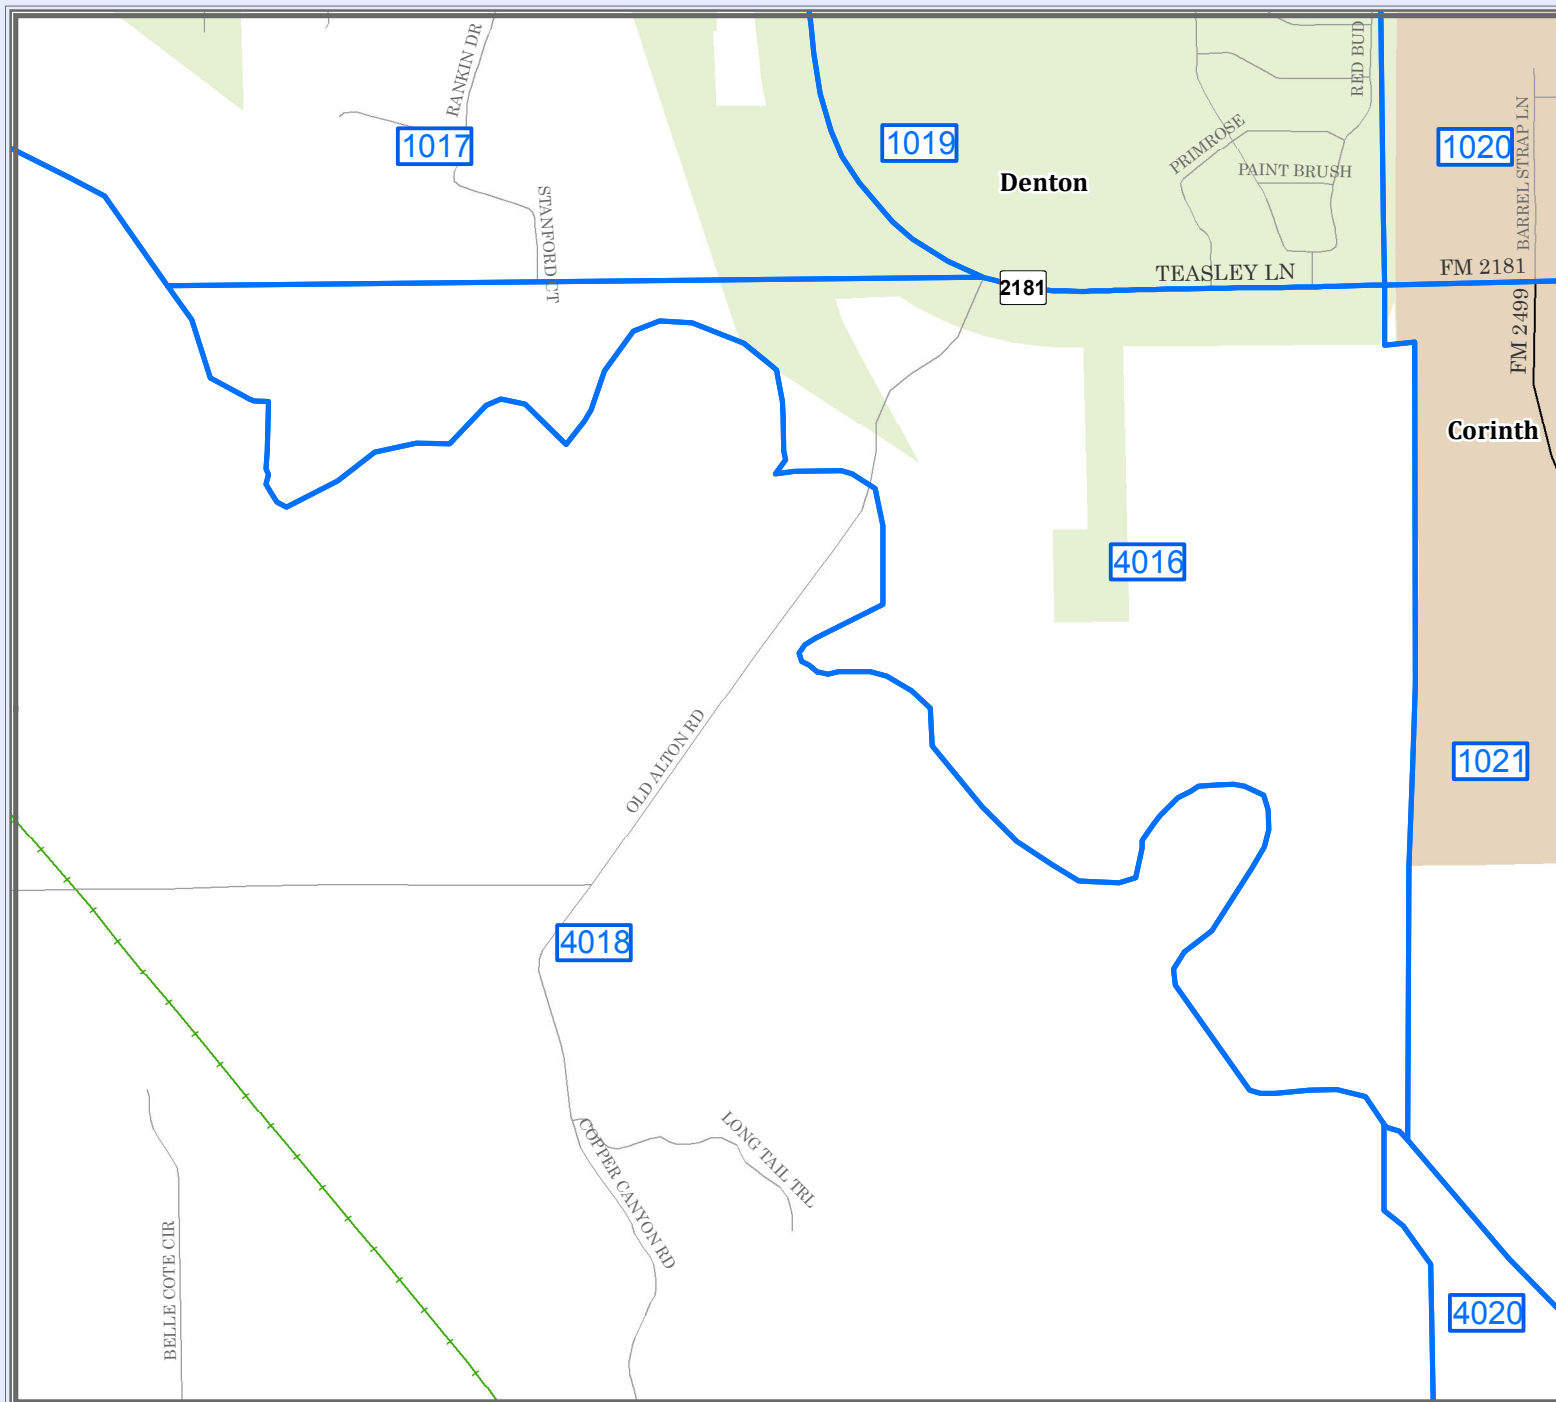 RANKIN DR
RED BUD
1017
1019
PRIMROSE
1020
BARREL STRAP LN
Denton
PAINT BRUSH
STANFORD CT
2181
TEASLEY LN
FM 2181
FM 2499
Corinth
4016
OLD ALTON RD
1021
4018
LONG TAIL TRL
COPPER CANYON RD
BELLE COTE CIR
4020